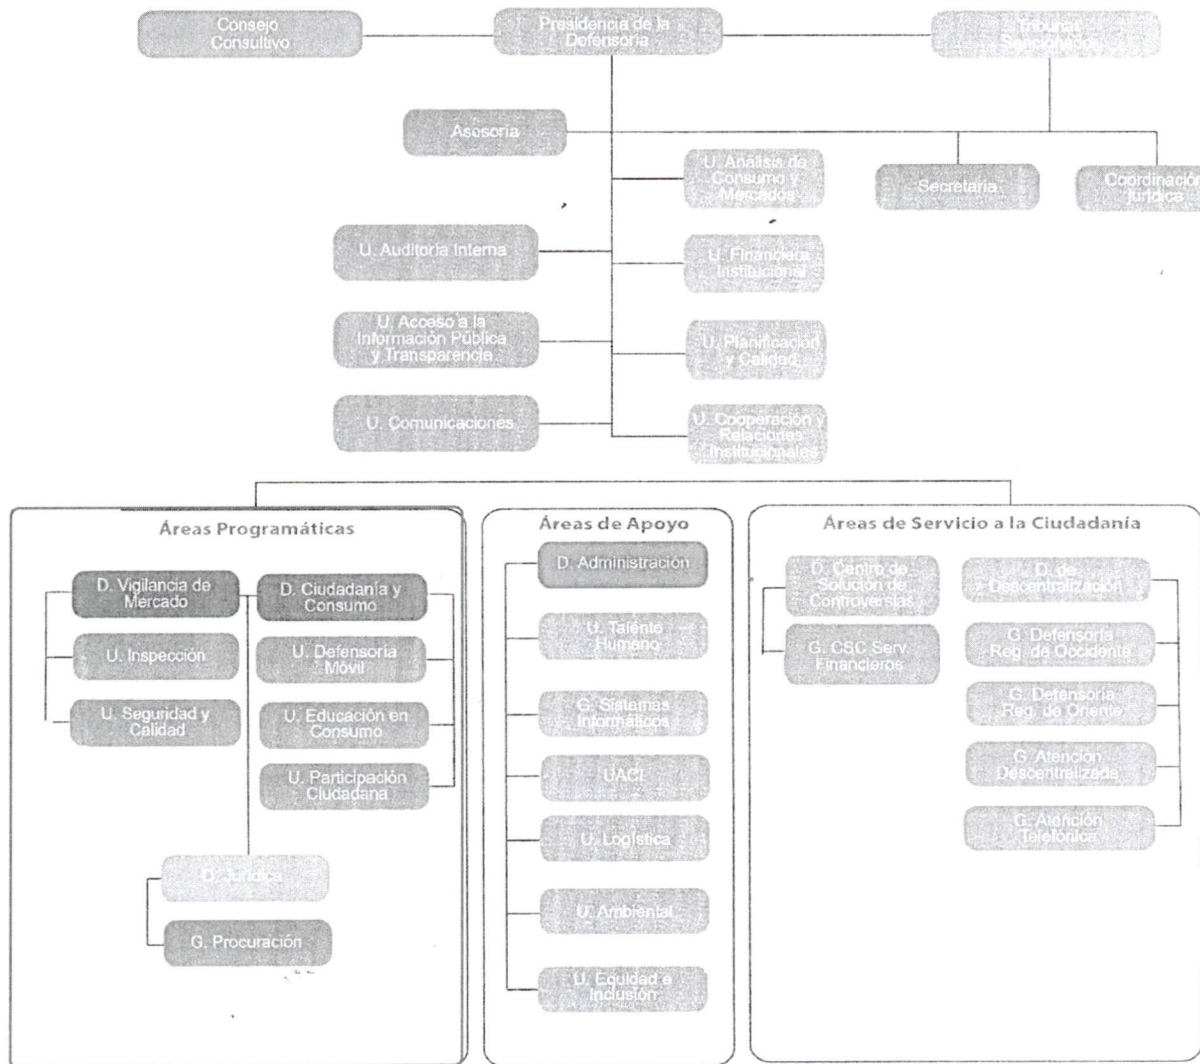 Consejo
Consultivo
Presidencia de la
Defensoría
Tribunal
Sancionador
Asesoría
U. Análisis de
Consumo y
Mercados
Secretaria
Coordinación
Jurídica
U. Auditoría Interna
U. Financiera
Institucional
U. Acceso a la
Información Pública
y Transparencia
U. Planificación
y Calidad
U. Comunicaciones
U. Cooperación y
Relaciones
Institucionales
Áreas Programáticas
D. Vigilancia de
Mercado
D. Ciudadanía y
Consumo
U. Inspección
U. Defensoría
Móvil
U. Seguridad y
Calidad
U. Educación en
Consumo
U. Participación
Ciudadana
D. Jurídica
G. Procuración
Áreas de Apoyo
D. Administración
U. Talento
Humano
G. Sistemas
Informáticos
UACI
U. Logística
U. Ambiental
U. Equidad e
Inclusión
Áreas de Servicio a la Ciudadanía
D. Centro de
Solución de
Controversias
D. de
Descentralización
G. CSC Serv.
Financieros
G. Defensoría
Reg. de Occidente
G. Defensoría
Reg. de Oriente
G. Atención
Descentralizada
G. Atención
Telefónica